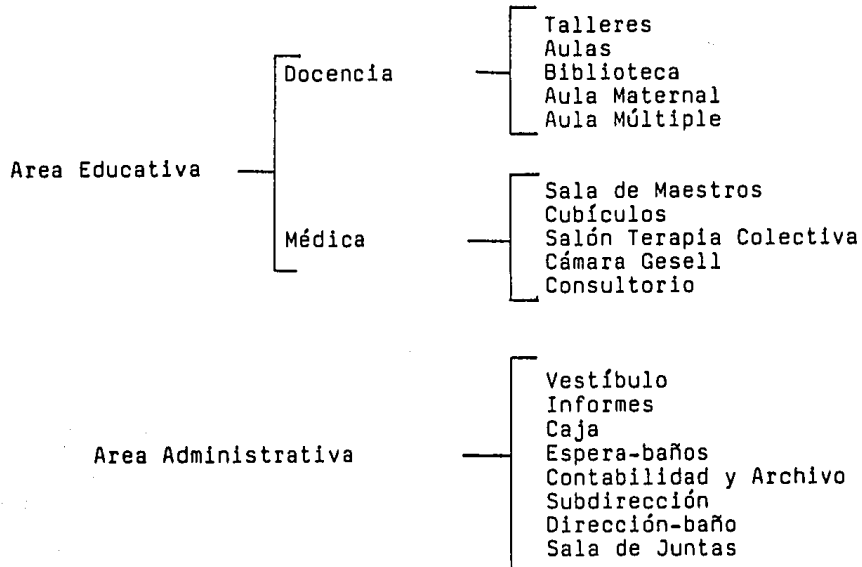 Talleres
Aulas
Docencia Biblioteca
Aula Maternal
Aula Múltiple
Area Educativa
Sala de Maestros
Cubículos
Médica Salón Terapia Colectiva
Cámara Gesell
Consultorio
Vestíbulo
Informes
Caja
Area Administrativa Espera-baños
Contabilidad y Archivo
Subdirección
Dirección-baño
Sala de Juntas